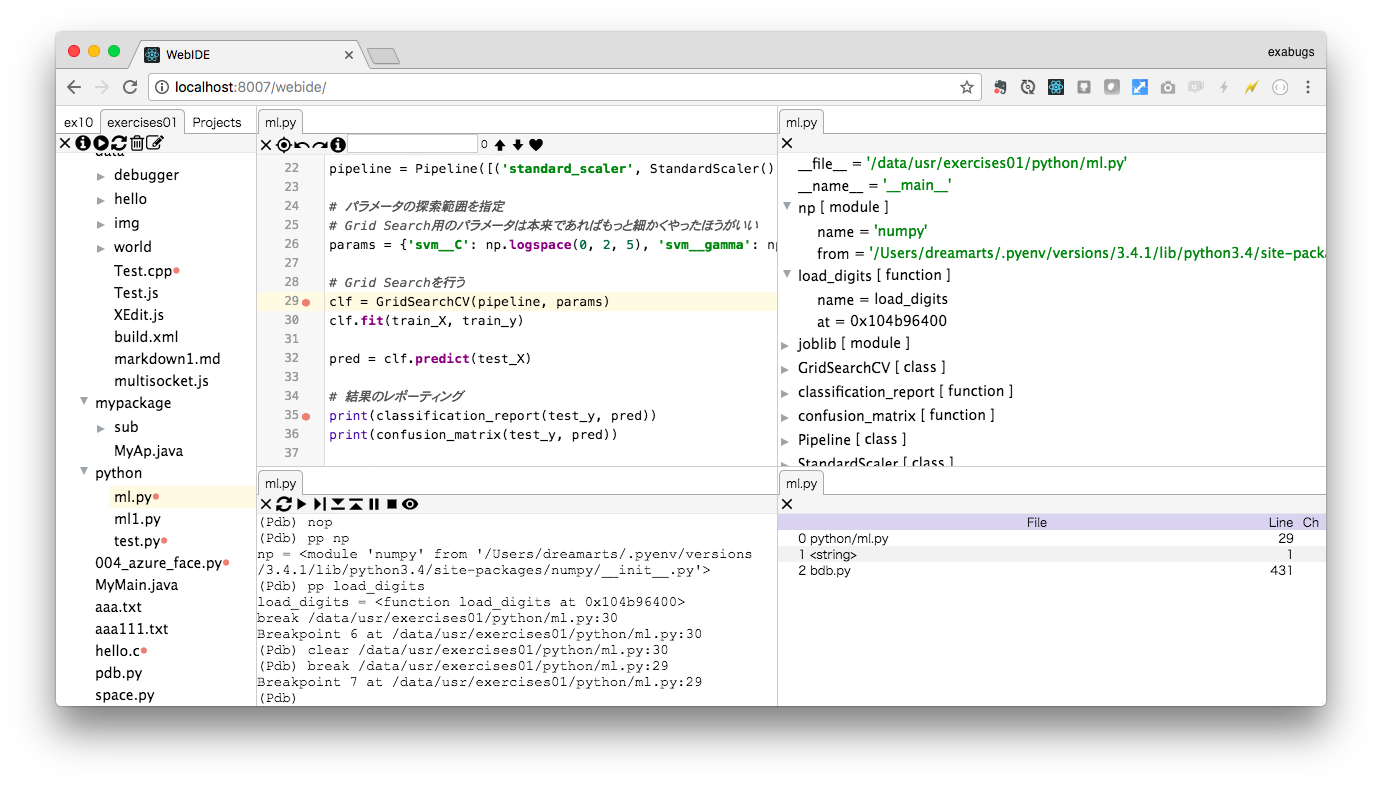 WebIDE
exabugs
localhost:8007/webide/
ex10 exercises01 Projects
data
debugger
hello
img
world
Test.cpp
Test.js
XEdit.js
build.xml
markdown1.md
multisocket.js
mypackage
sub
MyAp.java
python
ml.py
ml1.py
test.py
004_azure_face.py
MyMain.java
aaa.txt
aaa111.txt
hello.c
pdb.py
space.py
ml.py
0
22 pipeline = Pipeline([('standard_scaler', StandardScaler()
23
24 # パラメータの探索範囲を指定
25 # Grid Search用のパラメータは本来であればもっと細かくやったほうがいい
26 params = {'svm__C': np.logspace(0, 2, 5), 'svm__gamma': np
27
28 # Grid Searchを行う
29 clf = GridSearchCV(pipeline, params)
30 clf.fit(train_X, train_y)
31
32 pred = clf.predict(test_X)
33
34 # 結果のレポーティング
35 print(classification_report(test_y, pred))
36 print(confusion_matrix(test_y, pred))
37
ml.py
__file__ = '/data/usr/exercises01/python/ml.py'
__name__ = '__main__'
np [ module ]
name = 'numpy'
from = '/Users/dreamarts/.pyenv/versions/3.4.1/lib/python3.4/site-packa
load_digits [ function ]
name = load_digits
at = 0x104b96400
joblib [ module ]
GridSearchCV [ class ]
classification_report [ function ]
confusion_matrix [ function ]
Pipeline [ class ]
StandardScaler [ class ]
ml.py
(Pdb) nop
(Pdb) pp np
np = <module 'numpy' from '/Users/dreamarts/.pyenv/versions
/3.4.1/lib/python3.4/site-packages/numpy/__init__.py'>
(Pdb) pp load_digits
load_digits = <function load_digits at 0x104b96400>
break /data/usr/exercises01/python/ml.py:30
Breakpoint 6 at /data/usr/exercises01/python/ml.py:30
(Pdb) clear /data/usr/exercises01/python/ml.py:30
(Pdb) break /data/usr/exercises01/python/ml.py:29
Breakpoint 7 at /data/usr/exercises01/python/ml.py:29
(Pdb)
ml.py
File Line Ch
0 python/ml.py 29
1 <string> 1
2 bdb.py 431